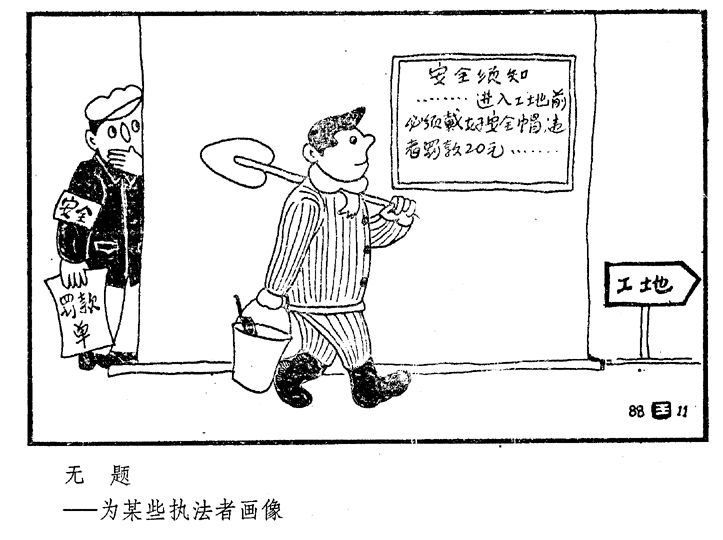 安全须知
........进入工地前
必须戴好安全帽违
者罚款20元........
安全
罚款
单
工地
88 王 11
无 题
——为某些执法者画像